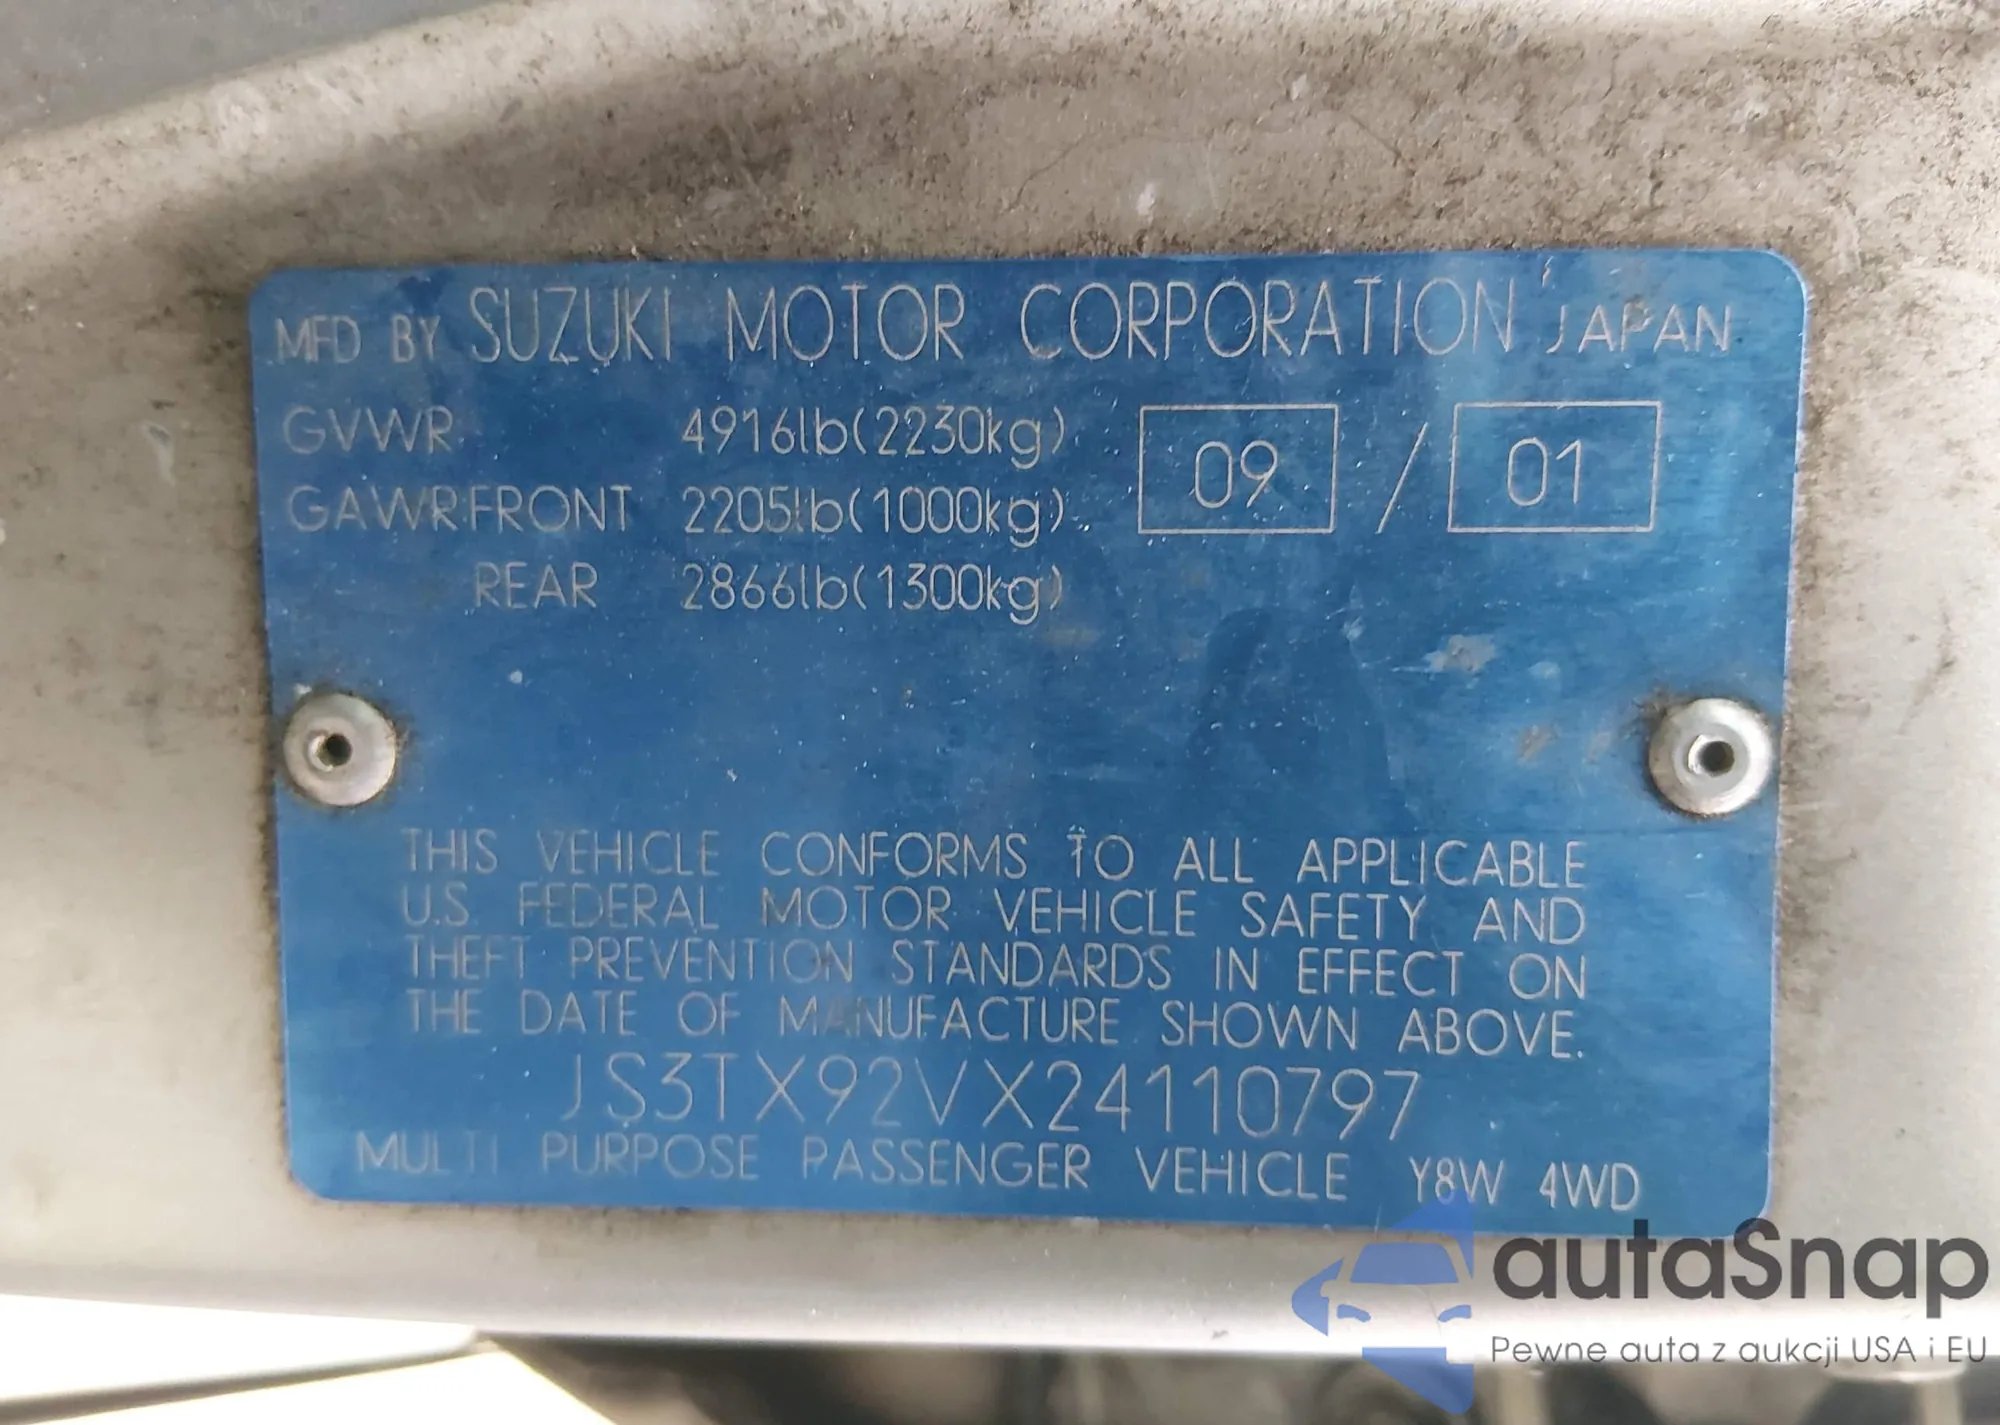 MFD BY SUZUKI MOTOR CORPORATION JAPAN
GVWR 4916lb(2230kg) 09 / 01
GAWR:FRONT 2205lb(1000kg)
REAR 2866lb(1300kg)
THIS VEHICLE CONFORMS TO ALL APPLICABLE
U.S. FEDERAL MOTOR VEHICLE SAFETY AND
THEFT PREVENTION STANDARDS IN EFFECT ON
THE DATE OF MANUFACTURE SHOWN ABOVE.
JS3TX92VX24110797
MULTI PURPOSE PASSENGER VEHICLE Y8W 4WD
autaSnap
Pewne auta z aukcji USA i EU